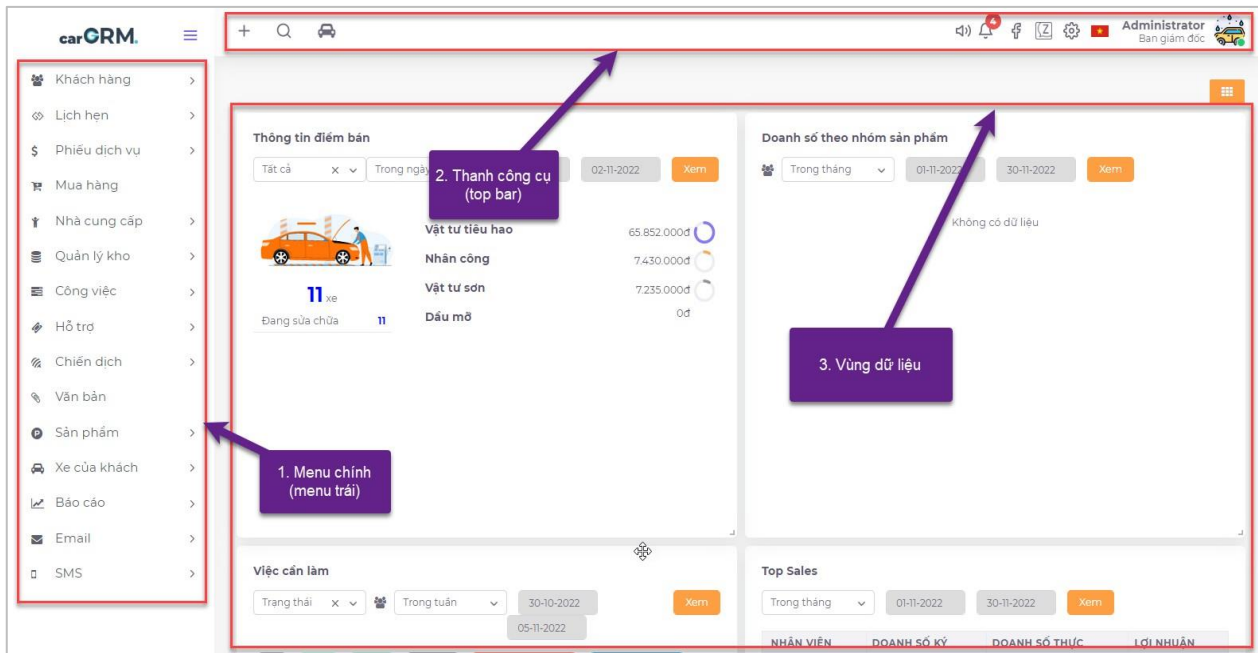 carGRM.
4
Administrator
Ban giám đốc
Khách hàng
Lịch hẹn
Phiếu dịch vụ
Mua hàng
Nhà cung cấp
Quản lý kho
Công việc
Hỗ trợ
Chiến dịch
Văn bản
Sản phẩm
Xe của khách
Báo cáo
Email
SMS
1. Menu chính
(menu trái)
2. Thanh công cụ
(top bar)
3. Vùng dữ liệu
Thông tin điểm bán
Tất cả Trong ngày 02-11-2022 Xem
11 xe
Đang sửa chữa 11
Vật tư tiêu hao 65.852.000đ
Nhân công 7.430.000đ
Vật tư sơn 7.235.000đ
Dầu mỡ 0đ
Doanh số theo nhóm sản phẩm
Trong tháng 01-11-2022 30-11-2022 Xem
Không có dữ liệu
Việc cần làm
Trạng thái Trong tuần 30-10-2022 Xem
05-11-2022
Top Sales
Trong tháng 01-11-2022 30-11-2022 Xem
NHÂN VIÊN DOANH SỐ KÝ DOANH SỐ THỰC LỢI NHUẬN